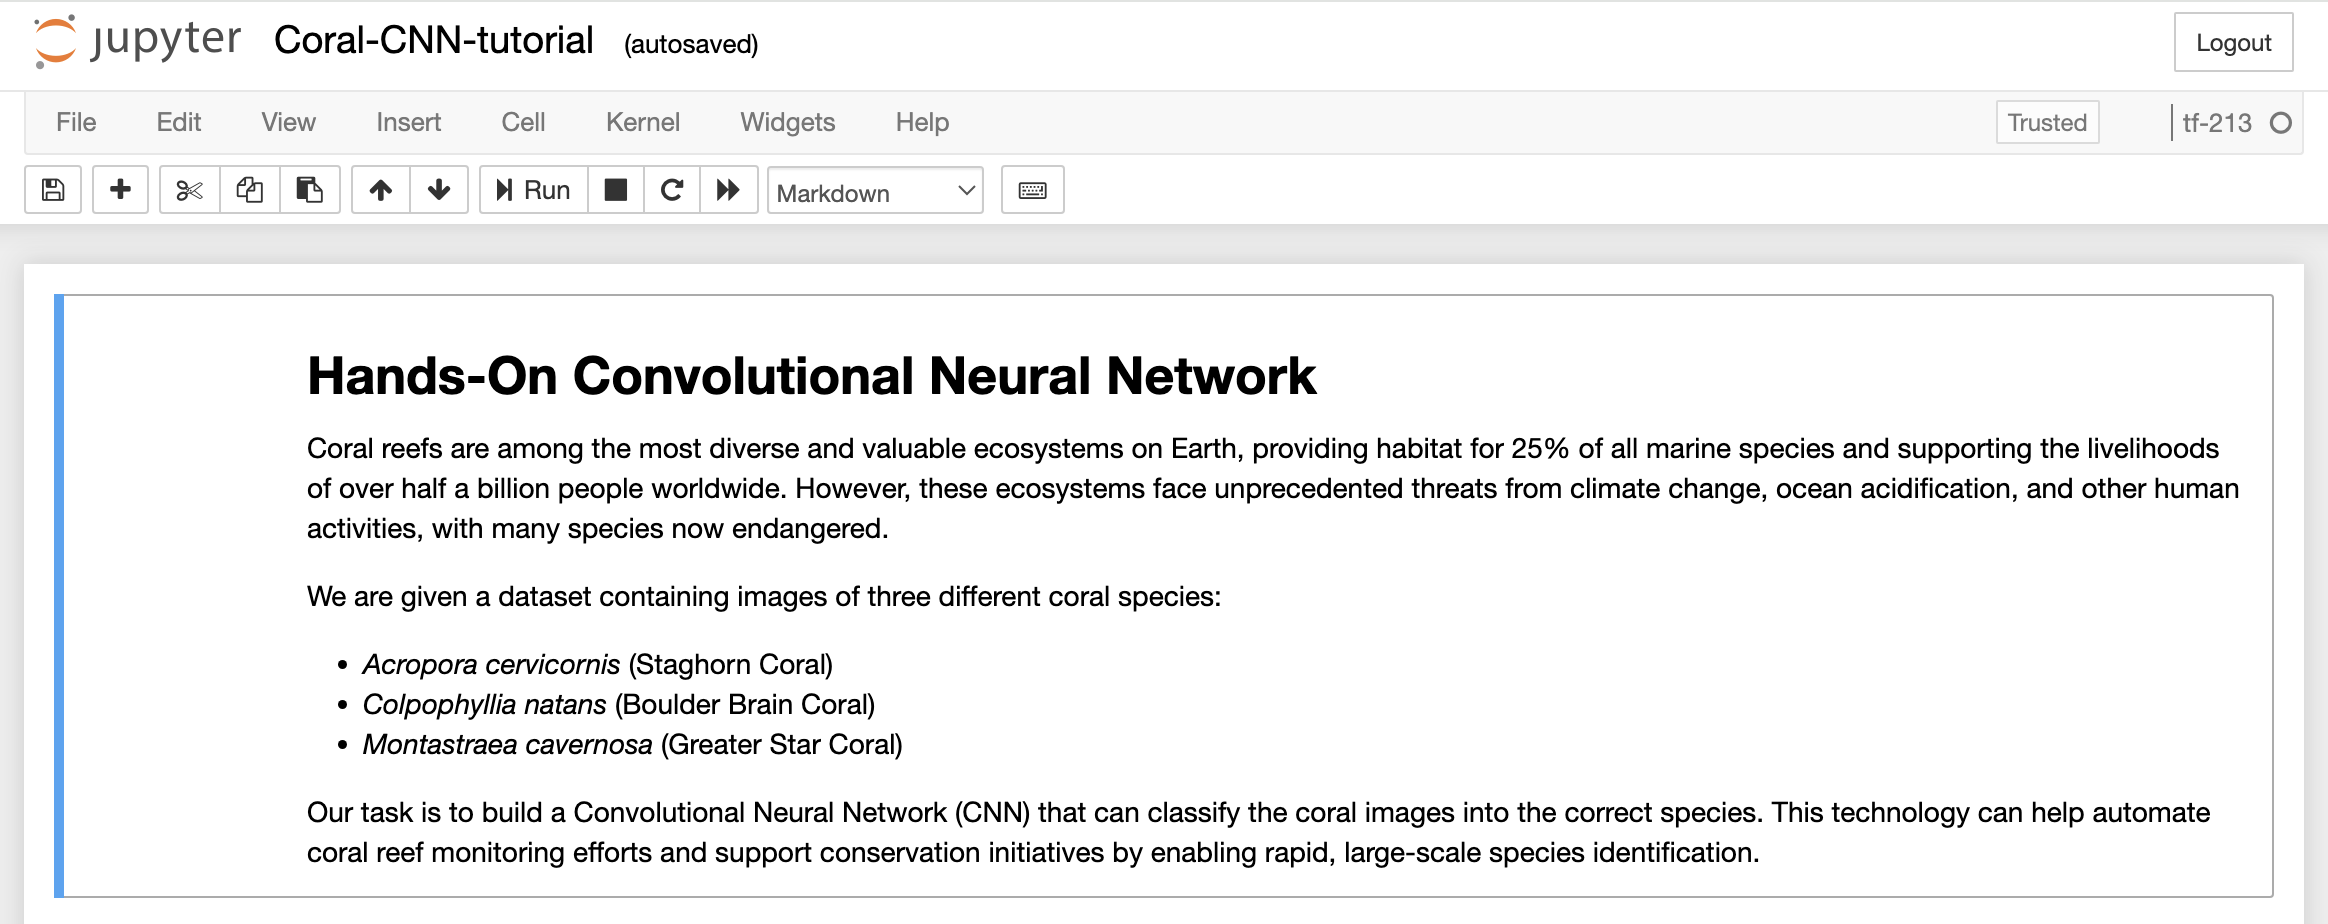 jupyter Coral-CNN-tutorial (autosaved) Logout
File Edit View Insert Cell Kernel Widgets Help Trusted tf-213
Run Markdown
Hands-On Convolutional Neural Network
Coral reefs are among the most diverse and valuable ecosystems on Earth, providing habitat for 25% of all marine species and supporting the livelihoods
of over half a billion people worldwide. However, these ecosystems face unprecedented threats from climate change, ocean acidification, and other human
activities, with many species now endangered.
We are given a dataset containing images of three different coral species:
• Acropora cervicornis (Staghorn Coral)
• Colpophyllia natans (Boulder Brain Coral)
• Montastraea cavernosa (Greater Star Coral)
Our task is to build a Convolutional Neural Network (CNN) that can classify the coral images into the correct species. This technology can help automate
coral reef monitoring efforts and support conservation initiatives by enabling rapid, large-scale species identification.